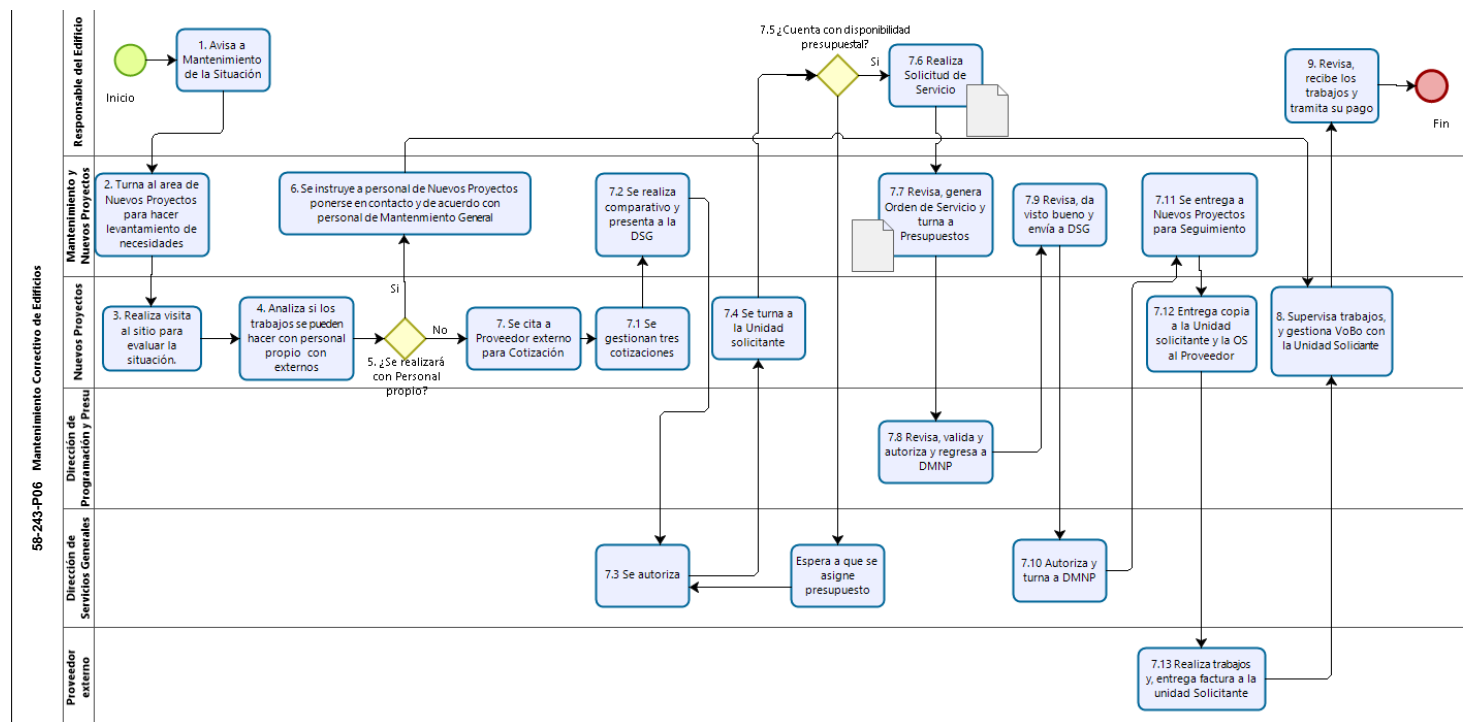 58-243-P06 Mantenimiento Correctivo de Edificios
Responsable del Edificio
Inicio
1. Avisa a
Mantenimiento
de la Situación
7.5 ¿Cuenta con disponibilidad
presupuestal?
Si
7.6 Realiza
Solicitud de
Servicio
9. Revisa,
recibe los
trabajos y
tramita su pago
Fin
Mantenimiento y
Nuevos Proyectos
2. Turna al area de
Nuevos Proyectos
para hacer
levantamiento de
necesidades
6. Se instruye a personal de Nuevos Proyectos
ponerse en contacto y de acuerdo con
personal de Mantenmiento General
7.2 Se realiza
comparativo y
presenta a la
DSG
7.7 Revisa, genera
Orden de Servicio y
turna a
Presupuestos
7.9 Revisa, da
visto bueno y
envía a DSG
7.11 Se entrega a
Nuevos Proyectos
para Seguimiento
Nuevos Proyectos
3. Realiza visita
al sitio para
evaluar la
situación.
4. Analiza si los
trabajos se pueden
hacer con personal
propio con
externos
Si
No
5. ¿Se realizará
con Personal
propio?
7. Se cita a
Proveedor externo
para Cotización
7.1 Se
gestionan tres
cotizaciones
7.4 Se turna a
la Unidad
solicitante
7.12 Entrega copia
a la Unidad
solicitante y la OS
al Proveedor
8. Supervisa trabajos,
y gestiona VoBo con
la Unidad Solidante
Dirección de
Programación y Presu
7.8 Revisa, valida y
autoriza y regresa a
DMNP
Dirección de
Servicios Generales
7.3 Se autoriza
Espera a que se
asigne
presupuesto
7.10 Autoriza y
turna a DMNP
Proveedor
externo
7.13 Realiza trabajos
y, entrega factura a la
unidad Solicitante